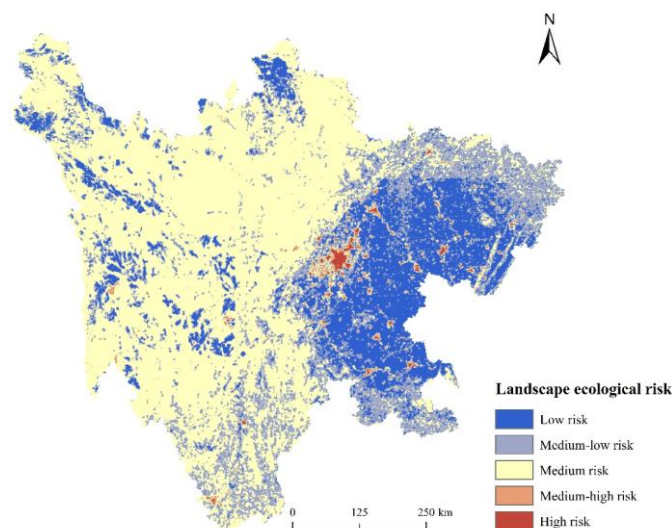 N
Landscape ecological risk
Low risk
Medium-low risk
Medium risk
Medium-high risk
High risk
0 125 250 km